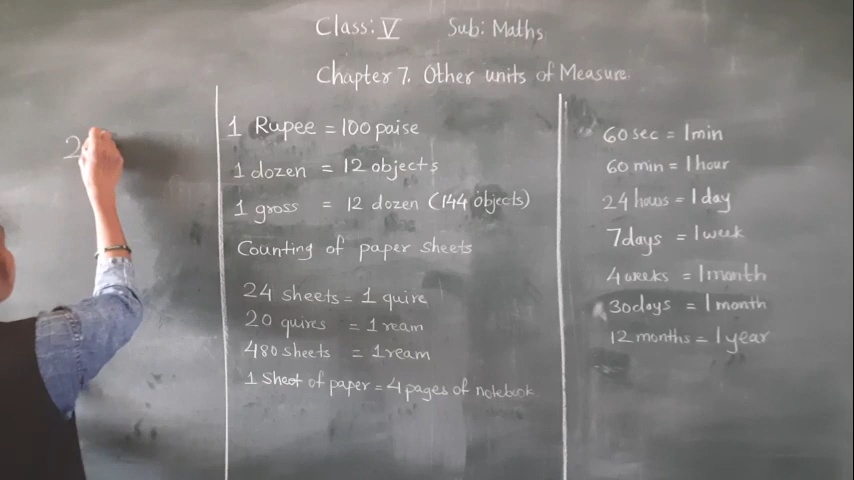 Class: V Sub: Maths
Chapter 7. Other units of Measure.
2
1 Rupee = 100 paise
1 dozen = 12 objects
1 gross = 12 dozen (144 objects)
Counting of paper sheets
24 sheets = 1 quire
20 quires = 1 ream
480 sheets = 1 ream
1 Sheet of paper = 4 pages of notebook
60 sec = 1 min
60 min = 1 hour
24 hours = 1 day
7 days = 1 week
4 weeks = 1 month
30 days = 1 month
12 months = 1 year